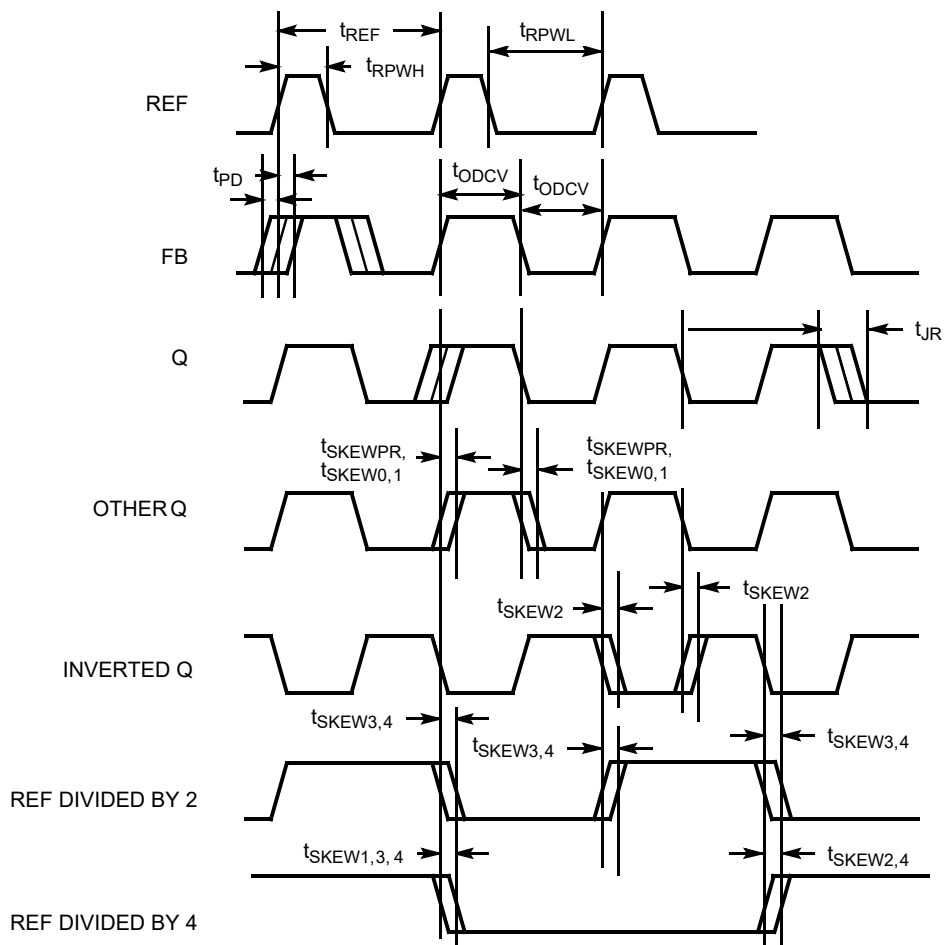 tREF
tRPWL
tRPWH
REF
tPD
tODCV
tODCV
FB
Q
tJR
tSKEWPR,
tSKEW0,1
tSKEWPR,
tSKEW0,1
OTHER Q
tSKEW2
tSKEW2
INVERTED Q
tSKEW3,4
tSKEW3,4
tSKEW3,4
REF DIVIDED BY 2
tSKEW1,3,4
tSKEW2,4
REF DIVIDED BY 4